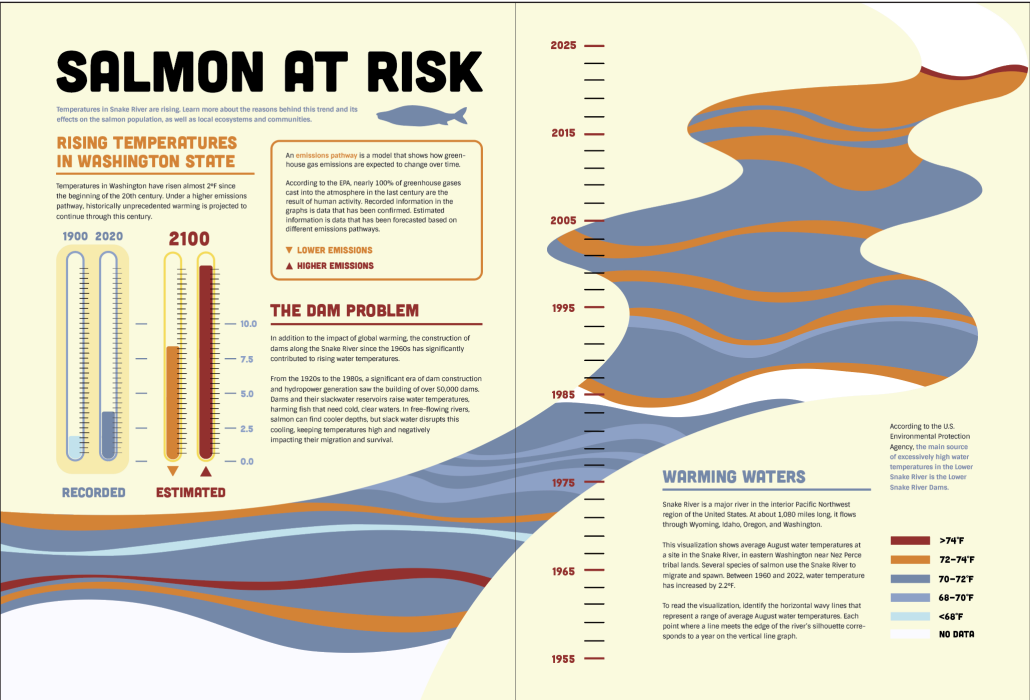 SALMON AT RISK
Temperatures in Snake River are rising. Learn more about the reasons behind this trend and its
effects on the salmon population, as well as local ecosystems and communities.
RISING TEMPERATURES
IN WASHINGTON STATE
Temperatures in Washington have risen almost 2°F since
the beginning of the 20th century. Under a higher emissions
pathway, historically unprecedented warming is projected to
continue through this century.
1900 2020
2100
10.0
7.5
5.0
2.5
0.0
RECORDED
ESTIMATED
An emissions pathway is a model that shows how green-
house gas emissions are expected to change over time.
According to the EPA, nearly 100% of greenhouse gases
cast into the atmosphere in the last century are the
result of human activity. Recorded information in the
graphs is data that has been confirmed. Estimated
information is data that has been forecasted based on
different emissions pathways.
▼ LOWER EMISSIONS
▲ HIGHER EMISSIONS
THE DAM PROBLEM
In addition to the impact of global warming, the construction of
dams along the Snake River since the 1960s has significantly
contributed to rising water temperatures.
From the 1920s to the 1980s, a significant era of dam construction
and hydropower generation saw the building of over 50,000 dams.
Dams and their slackwater reservoirs raise water temperatures,
harming fish that need cold, clear waters. In free-flowing rivers,
salmon can find cooler depths, but slack water disrupts this
cooling, keeping temperatures high and negatively
impacting their migration and survival.
2025
2015
2005
1995
1985
1975
1965
1955
WARMING WATERS
Snake River is a major river in the interior Pacific Northwest
region of the United States. At about 1,080 miles long, it flows
through Wyoming, Idaho, Oregon, and Washington.
This visualization shows average August water temperatures at
a site in the Snake River, in eastern Washington near Nez Perce
tribal lands. Several species of salmon use the Snake River to
migrate and spawn. Between 1960 and 2022, water temperature
has increased by 2.2°F.
To read the visualization, identify the horizontal wavy lines that
represent a range of average August water temperatures. Each
point where a line meets the edge of the river's silhouette corre-
sponds to a year on the vertical line graph.
According to the U.S.
Environmental Protection
Agency, the main source
of excessively high water
temperatures in the Lower
Snake River is the Lower
Snake River Dams.
>74°F
72–74°F
70–72°F
68–70°F
<68°F
NO DATA